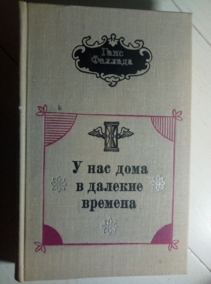 Ганс
Фаллада
У нас дома
в далекие
времена